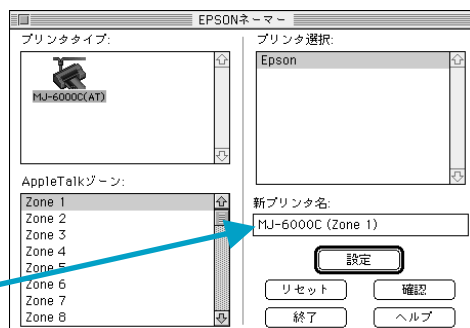 EPSONネーマー
プリンタタイプ:
MJ-6000C(AT)
プリンタ選択:
Epson
AppleTalkゾーン:
Zone 1
Zone 2
Zone 3
Zone 4
Zone 5
Zone 6
Zone 7
Zone 8
新プリンタ名:
MJ-6000C (Zone 1)
設定
リセット
確認
終了
ヘルプ